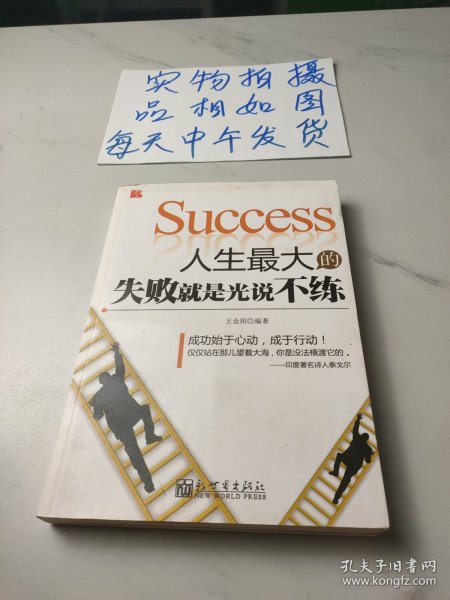 实物拍摄
品相如图
每天中午发货
Success
人生最大的
失败就是光说不练
王金阳◎编著
成功始于心动，成于行动！
仅仅站在那儿望着大海，你是没法横渡它的。
——印度著名诗人泰戈尔
新世界出版社
NEW WORLD PRESS
孔夫子旧书网
www.kongfz.com